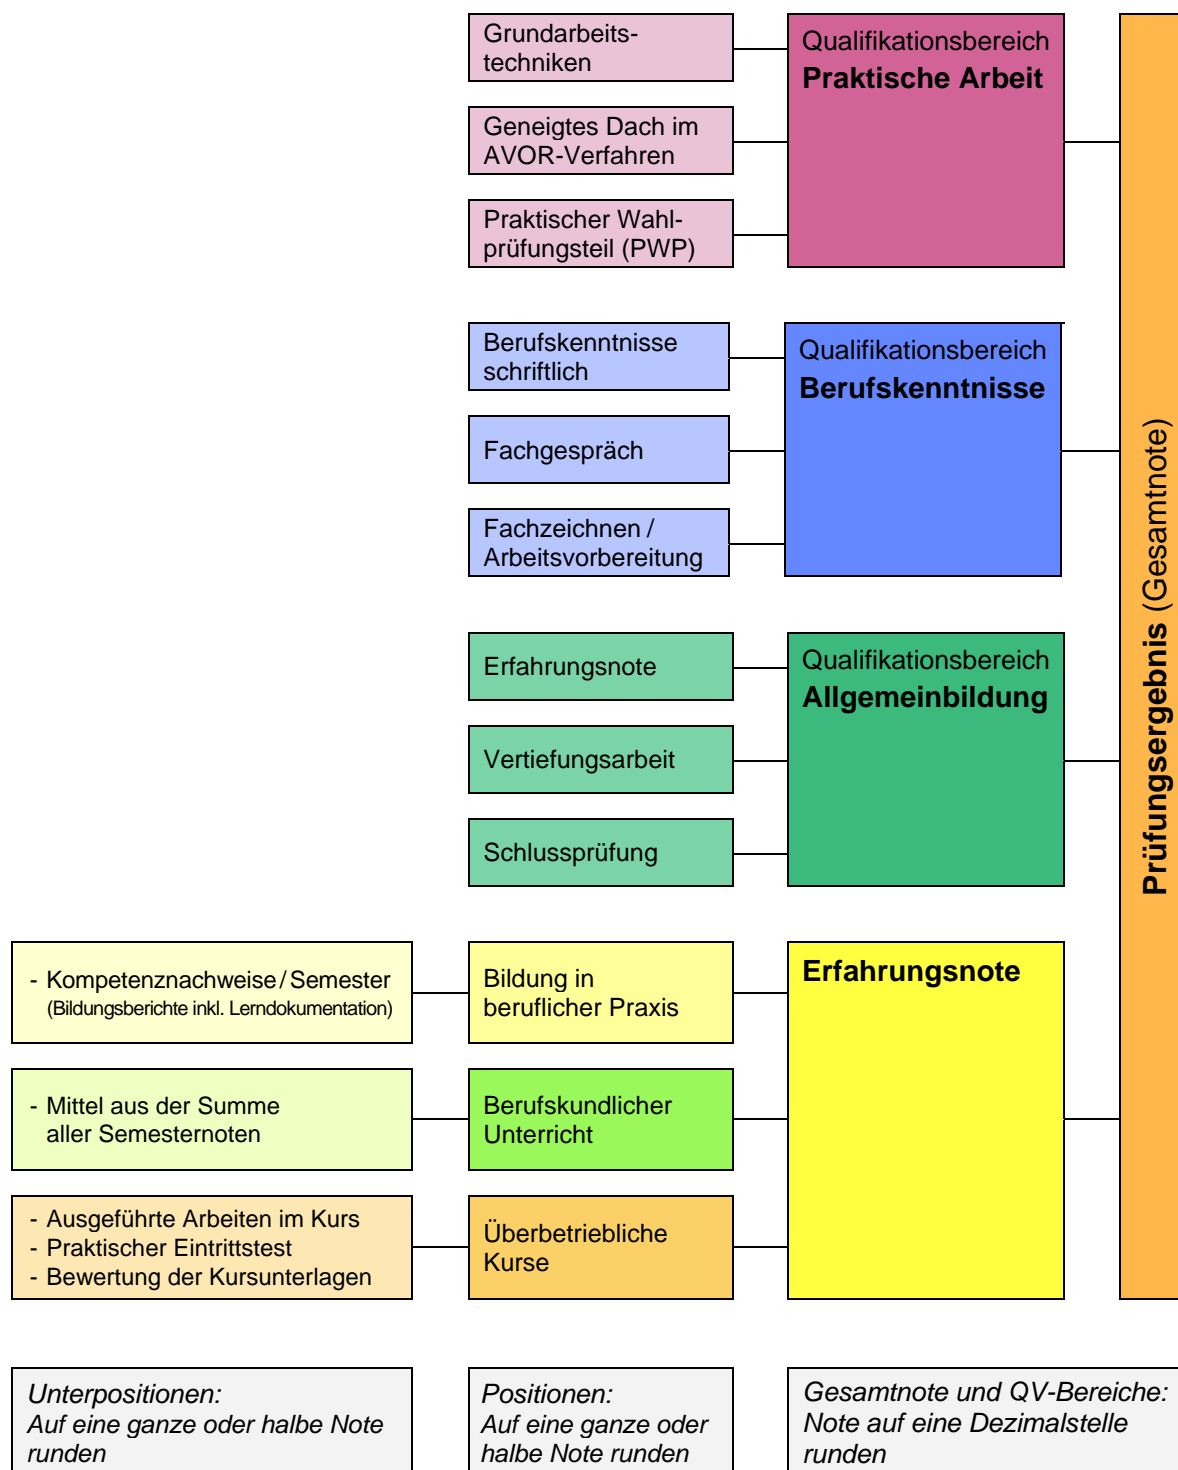 Grundarbeits-
techniken
Geneigtes Dach im
AVOR-Verfahren
Praktischer Wahl-
prüfungsteil (PWP)
Qualifikationsbereich
Praktische Arbeit
Berufskenntnisse
schriftlich
Fachgespräch
Fachzeichnen /
Arbeitsvorbereitung
Qualifikationsbereich
Berufskenntnisse
Erfahrungsnote
Vertiefungsarbeit
Schlussprüfung
Qualifikationsbereich
Allgemeinbildung
- Kompetenznachweise / Semester
(Bildungsberichte inkl. Lerndokumentation)
Bildung in
beruflicher Praxis
- Mittel aus der Summe
aller Semesternoten
Berufskundlicher
Unterricht
- Ausgeführte Arbeiten im Kurs
- Praktischer Eintrittstest
- Bewertung der Kursunterlagen
Überbetriebliche
Kurse
Erfahrungsnote
Prüfungsergebnis (Gesamtnote)
Unterpositionen:
Auf eine ganze oder halbe Note
runden
Positionen:
Auf eine ganze oder
halbe Note runden
Gesamtnote und QV-Bereiche:
Note auf eine Dezimalstelle
runden